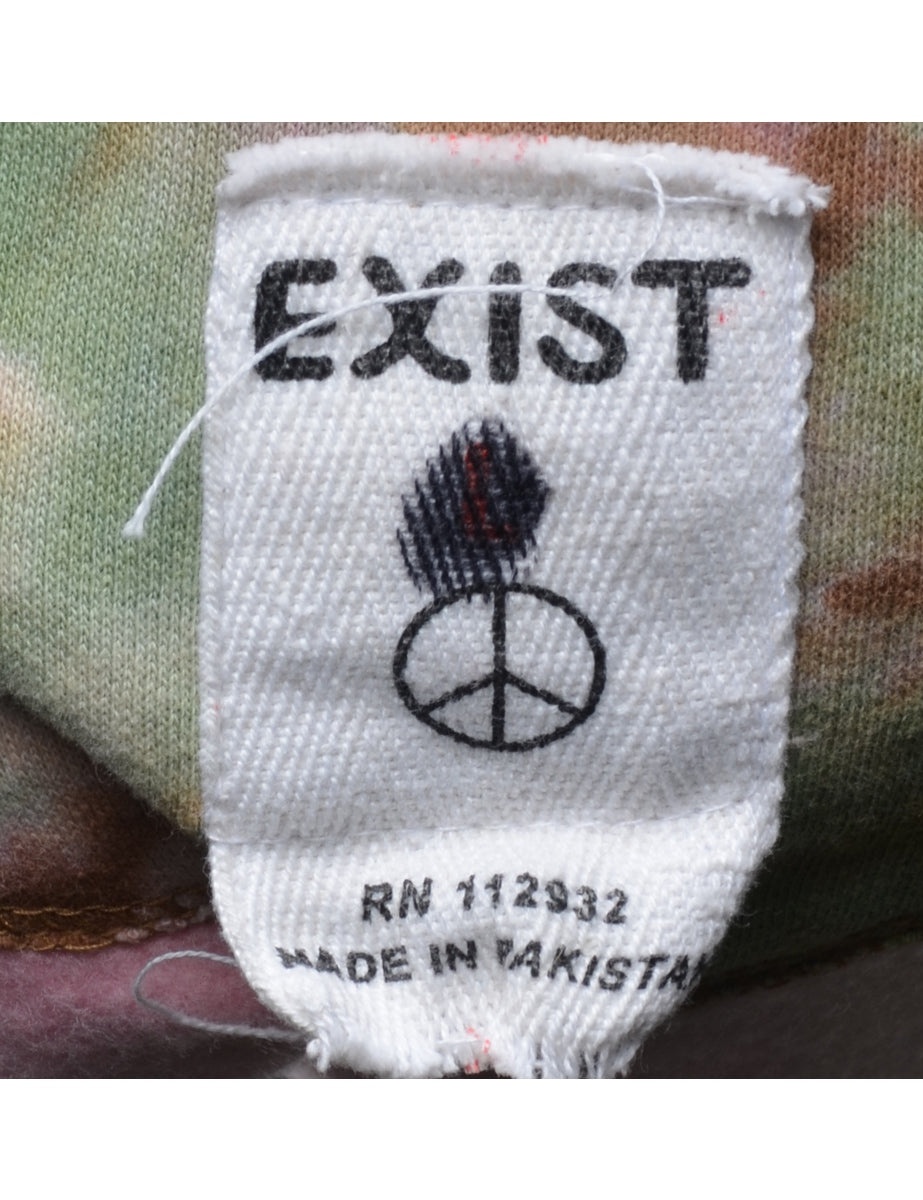 EXIST
L
RN 112932
MADE IN PAKISTAN